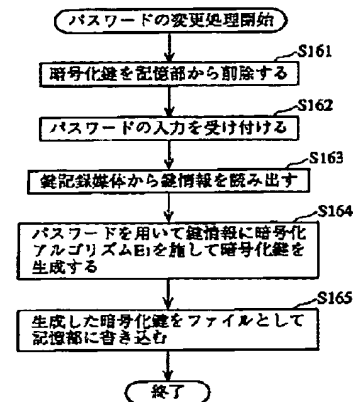 パスワードの変更処理開始
S161
暗号化鍵を記憶部から削除する
S162
パスワードの入力を受け付ける
S163
鍵記録媒体から鍵情報を読み出す
S164
パスワードを用いて鍵情報に暗号化
アルゴリズムE1を施して暗号化鍵を
生成する
S165
生成した暗号化鍵をファイルとして
記憶部に書き込む
終了